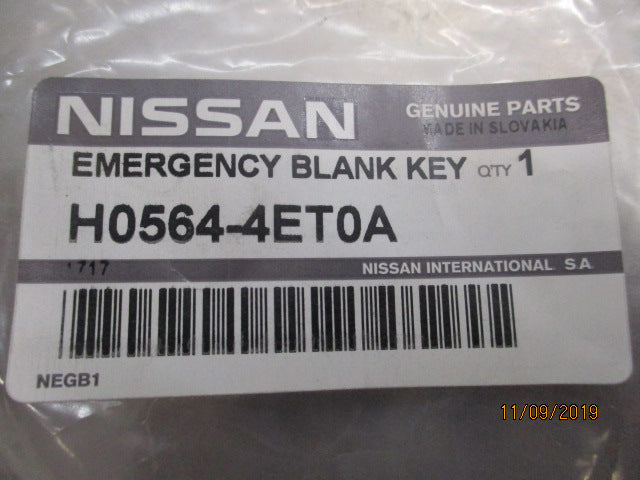 NISSAN GENUINE PARTS
MADE IN SLOVAKIA
EMERGENCY BLANK KEY QTY 1
H0564-4ET0A
1717 NISSAN INTERNATIONAL S.A
NEGB1
11/09/2019